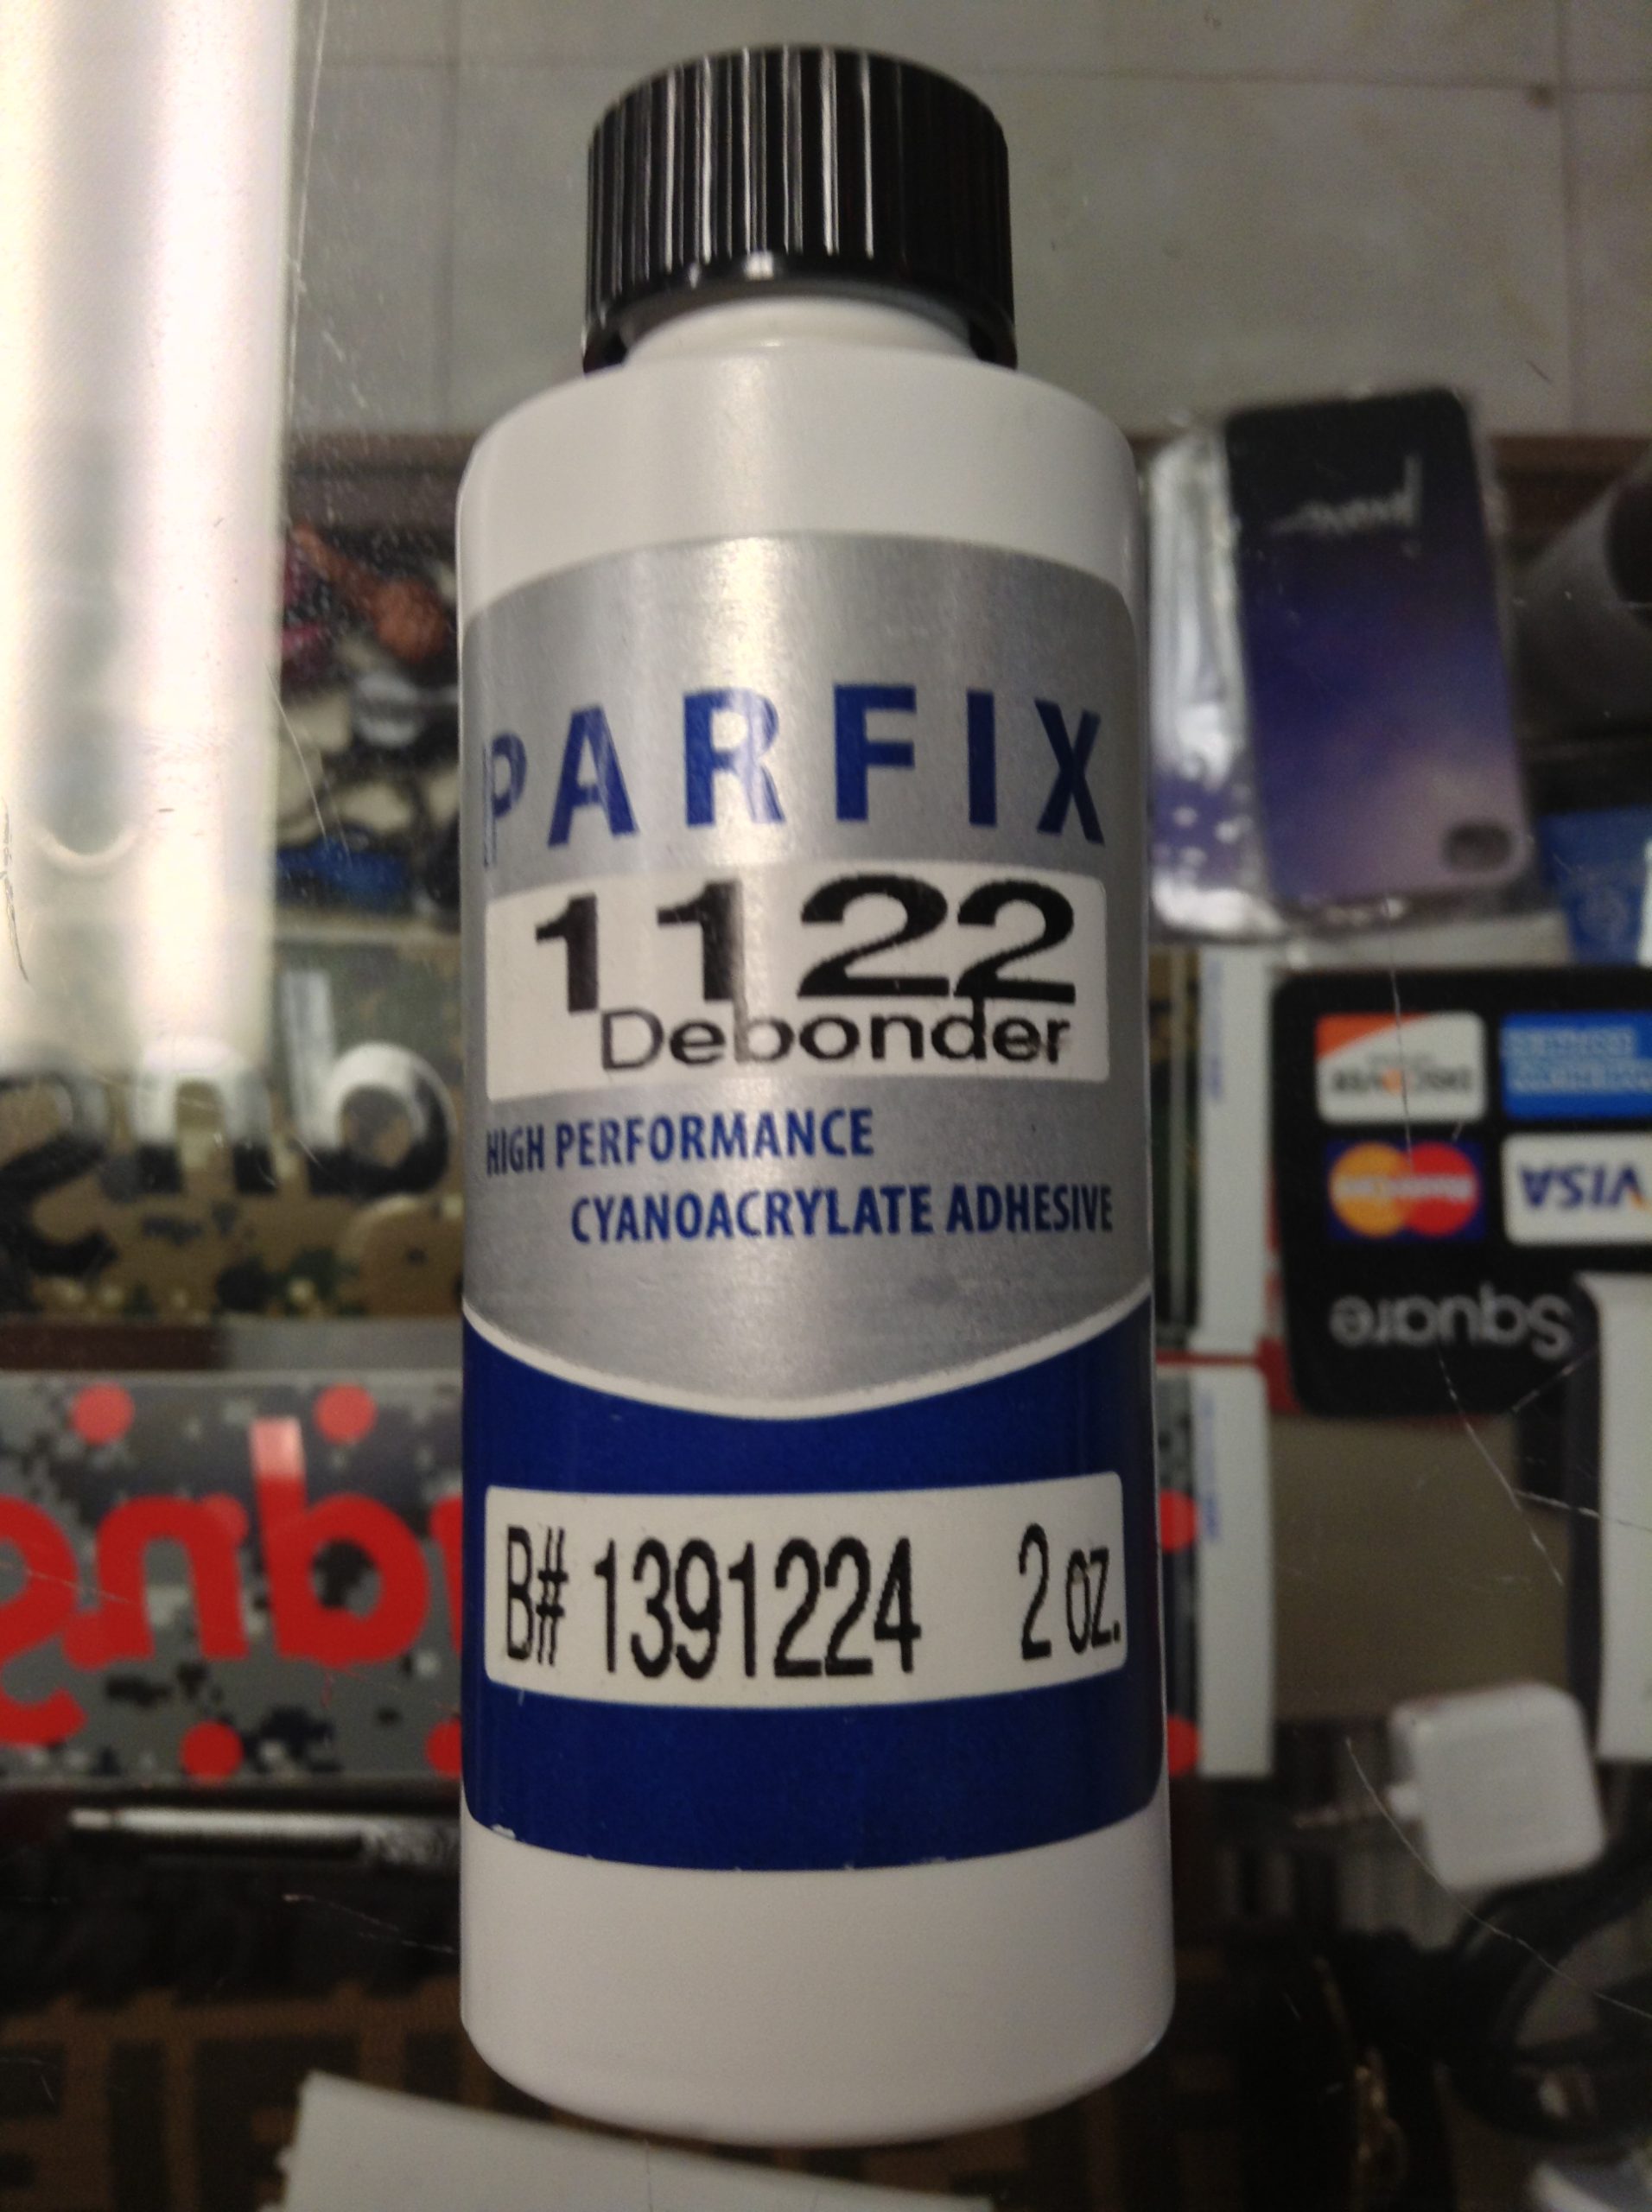 PARFIX
1122
Debonder
HIGH PERFORMANCE
CYANOACRYLATE ADHESIVE
B# 1391224 2 oz.
VISA
Square